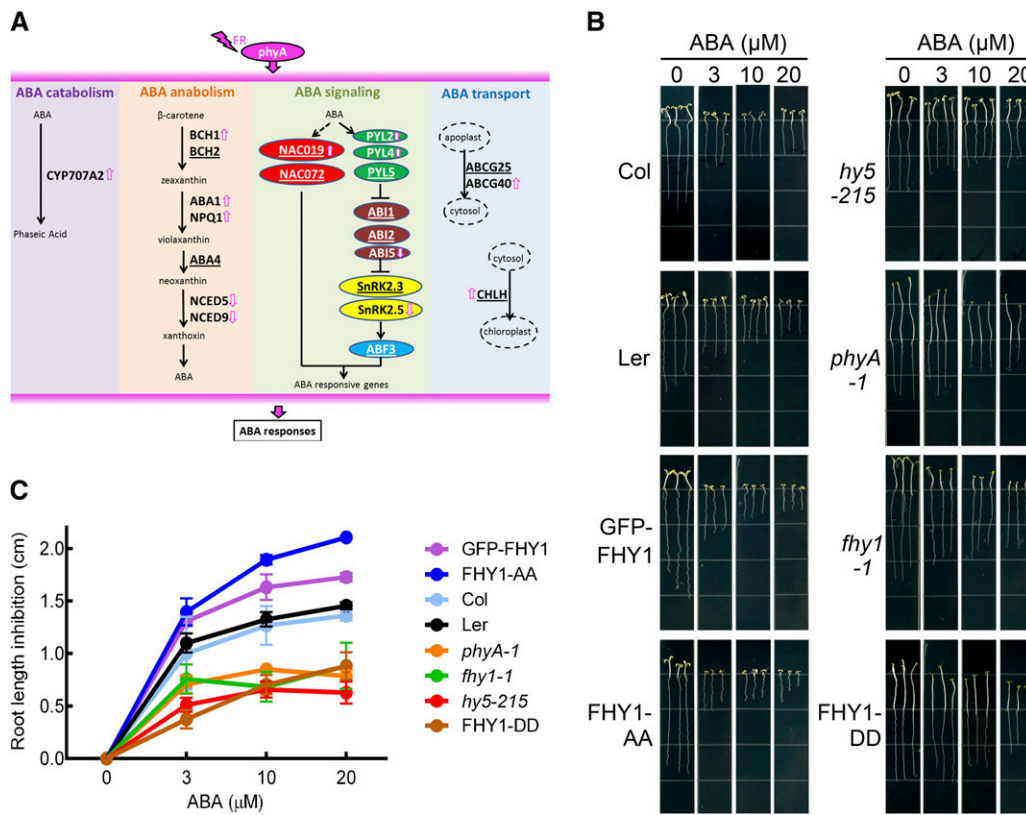 A
FR
phyA
ABA catabolism
ABA
CYP707A2⇧
Phaseic Acid
ABA anabolism
β-carotene
BCH1⇧
BCH2
zeaxanthin
ABA1⇧
NPQ1⇧
violaxanthin
ABA4
neoxanthin
NCED5⇩
NCED9⇩
xanthoxin
ABA
ABA signaling
ABA
NAC019⬆
NAC072
PYL2⬆
PYL4⬆
PYL5
ABI1
ABI2
ABI5⬇
SnRK2.3
SnRK2.5⇩
ABF3
ABA responsive genes
ABA transport
apoplast
ABCG25
ABCG40⇧
cytosol
cytosol
⇧CHLH
chloroplast
ABA responses
B
ABA (μM)
0 3 10 20
Col
Ler
GFP-
FHY1
FHY1-
AA
ABA (μM)
0 3 10 20
hy5
-215
phyA
-1
fhy1
-1
FHY1-
DD
C
Root length inhibition (cm)
2.0
1.5
1.0
0.5
0.0
0 3 10 20
ABA (μM)
GFP-FHY1
FHY1-AA
Col
Ler
phyA-1
fhy1-1
hy5-215
FHY1-DD